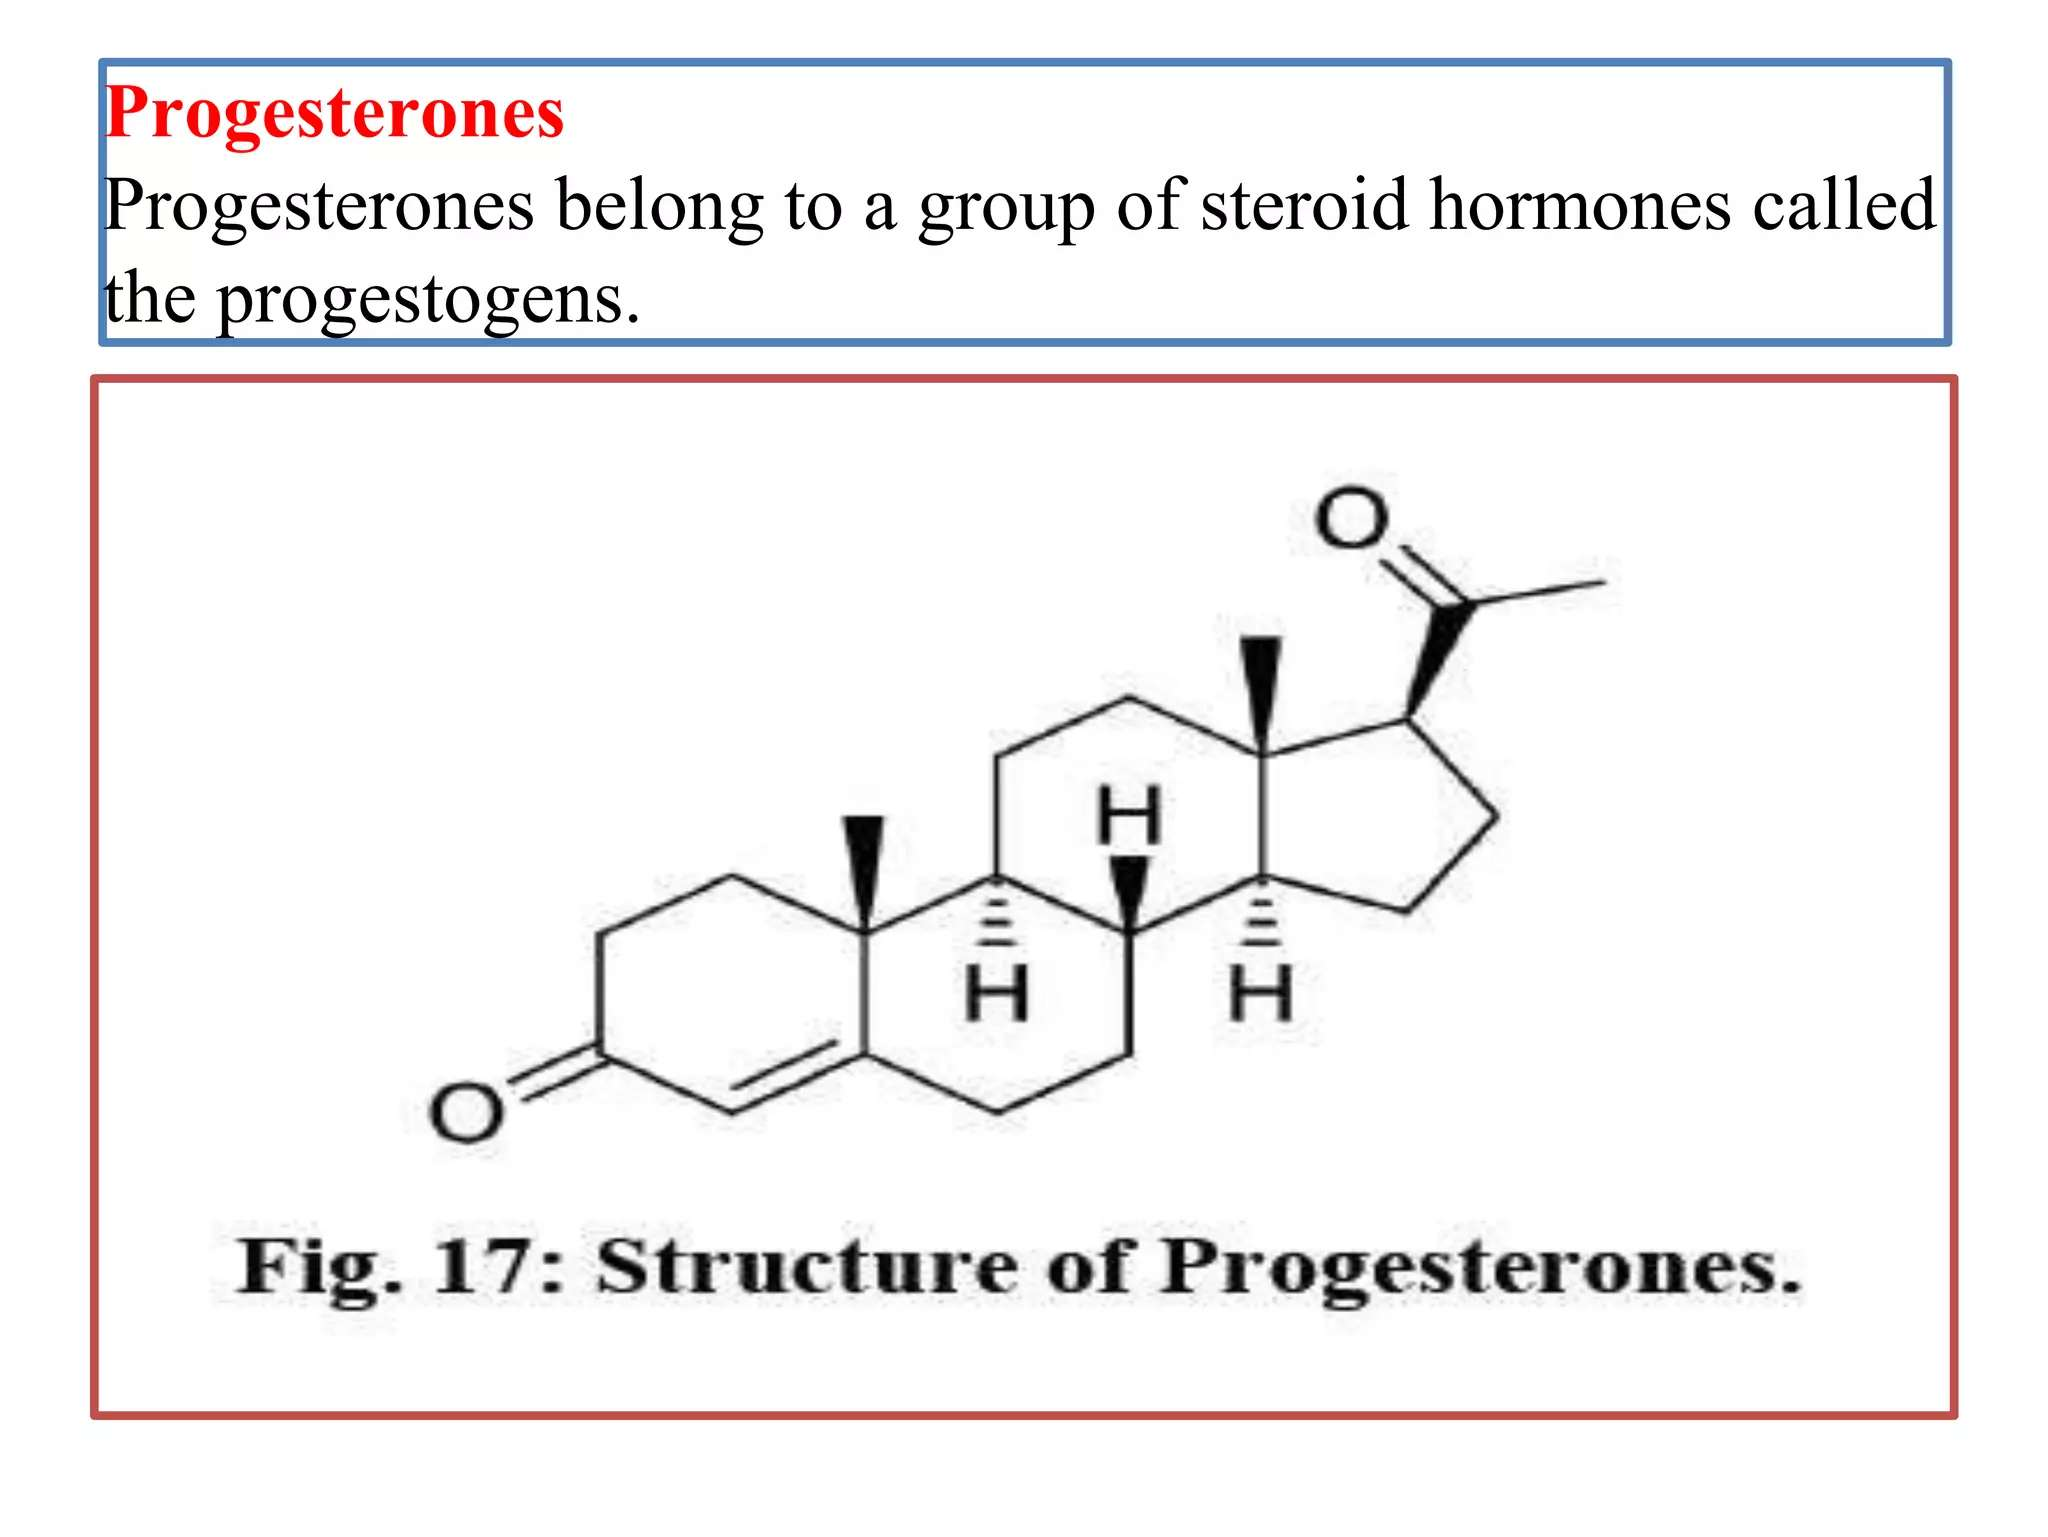 Progesterones
Progesterones belong to a group of steroid hormones called
the progestogens.
O
H
H
H
O
Fig. 17: Structure of Progesterones.